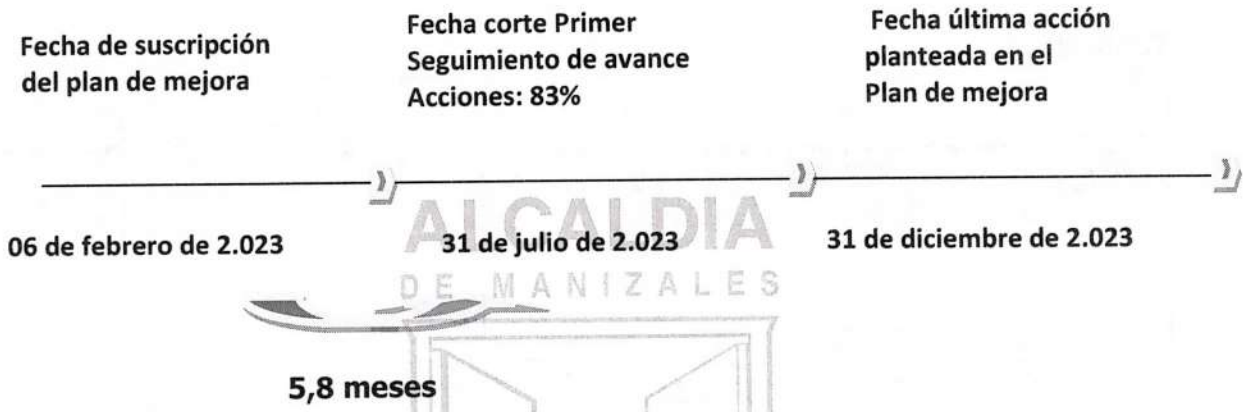 Fecha de suscripción
del plan de mejora
Fecha corte Primer
Seguimiento de avance
Acciones: 83%
Fecha última acción
planteada en el
Plan de mejora
06 de febrero de 2.023
31 de julio de 2.023
31 de diciembre de 2.023
ALCALDIA
DE MANIZALES
5,8 meses